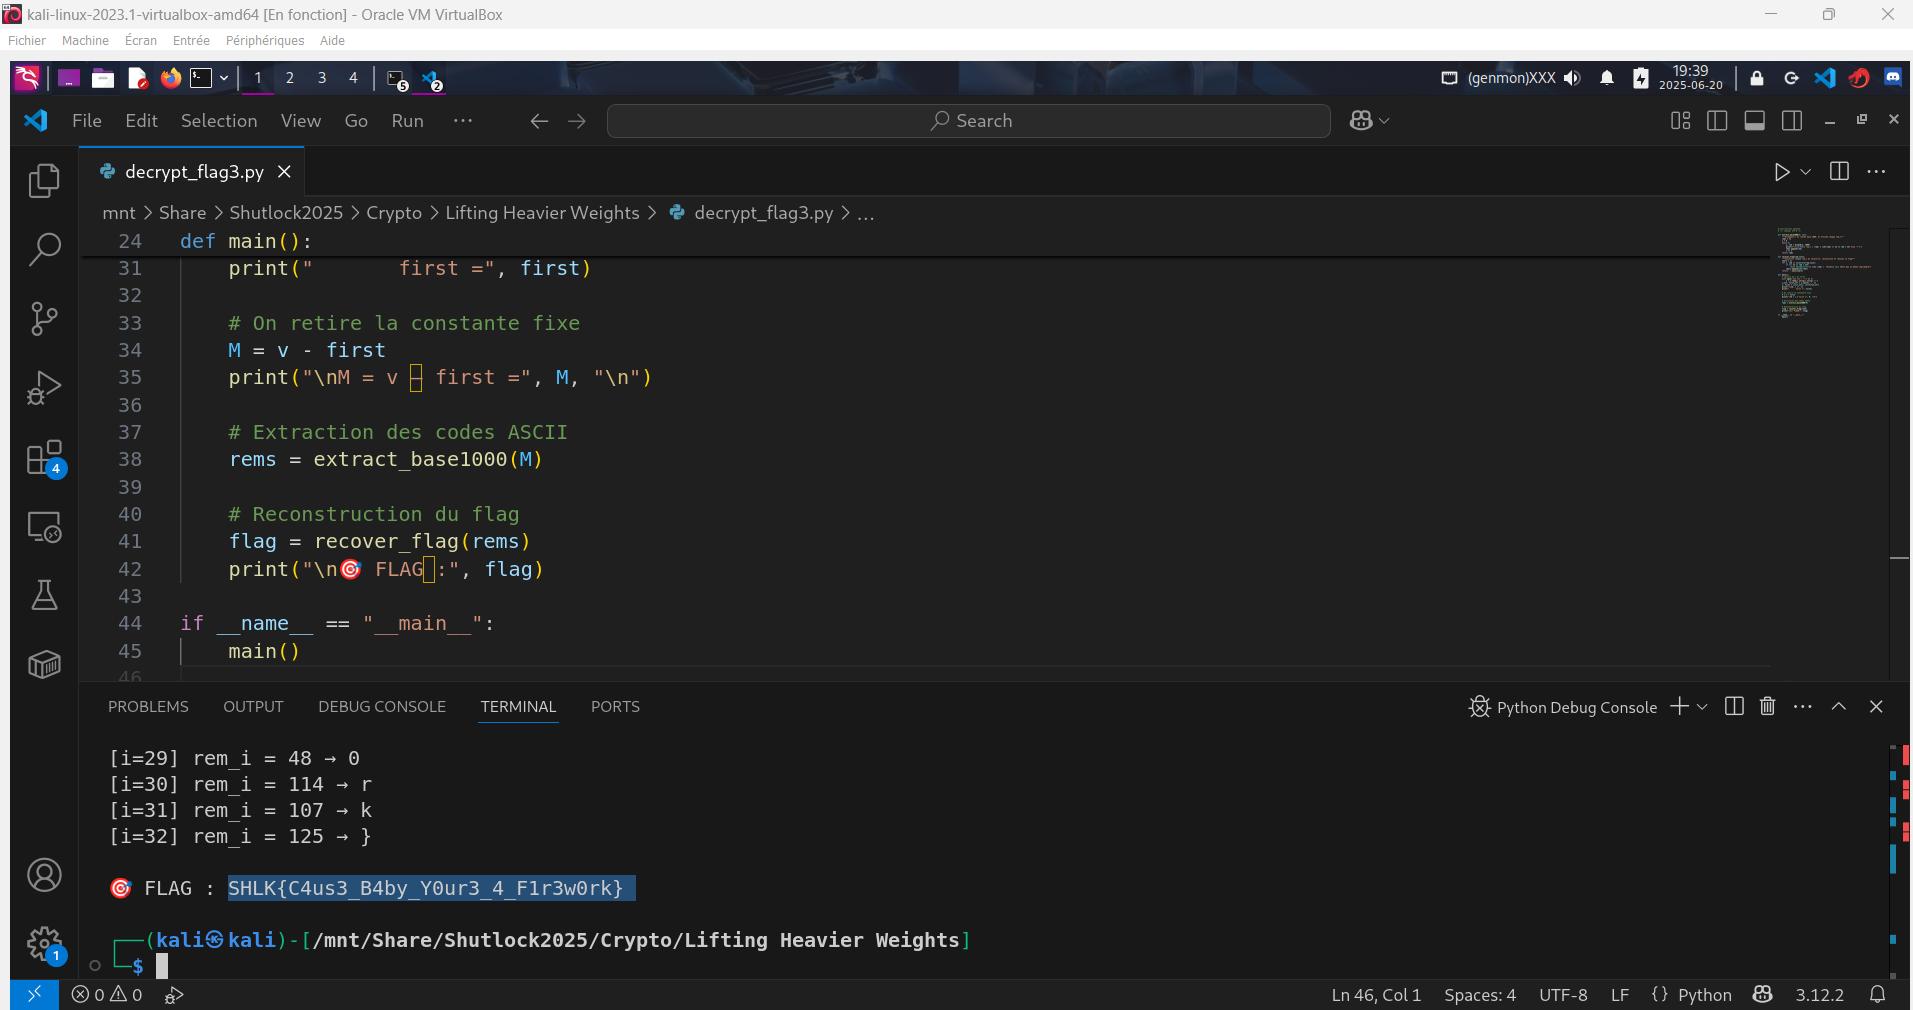 kali-linux-2023.1-virtualbox-amd64 [En fonction] - Oracle VM VirtualBox
Fichier Machine Écran Entrée Périphériques Aide
1 2 3 4 5 2 (genmon)XXX 19:39
2025-06-20
File Edit Selection View Go Run ··· Search
decrypt_flag3.py
mnt > Share > Shutlock2025 > Crypto > Lifting Heavier Weights > decrypt_flag3.py > ...
24 def main():
31 print("       first =", first)
32
33 # On retire la constante fixe
34 M = v - first
35 print("\nM = v – first =", M, "\n")
36
37 # Extraction des codes ASCII
38 rems = extract_base1000(M)
39
40 # Reconstruction du flag
41 flag = recover_flag(rems)
42 print("\n🎯 FLAG :", flag)
43
44 if __name__ == "__main__":
45 main()
46
4
PROBLEMS OUTPUT DEBUG CONSOLE TERMINAL PORTS Python Debug Console
[i=29] rem_i = 48 → 0
[i=30] rem_i = 114 → r
[i=31] rem_i = 107 → k
[i=32] rem_i = 125 → }
🎯 FLAG : SHLK{C4us3_B4by_Y0ur3_4_F1r3w0rk}
┌──(kali㉿kali)-[/mnt/Share/Shutlock2025/Crypto/Lifting Heavier Weights]
└─$
1
0 0 Ln 46, Col 1 Spaces: 4 UTF-8 LF {} Python 3.12.2